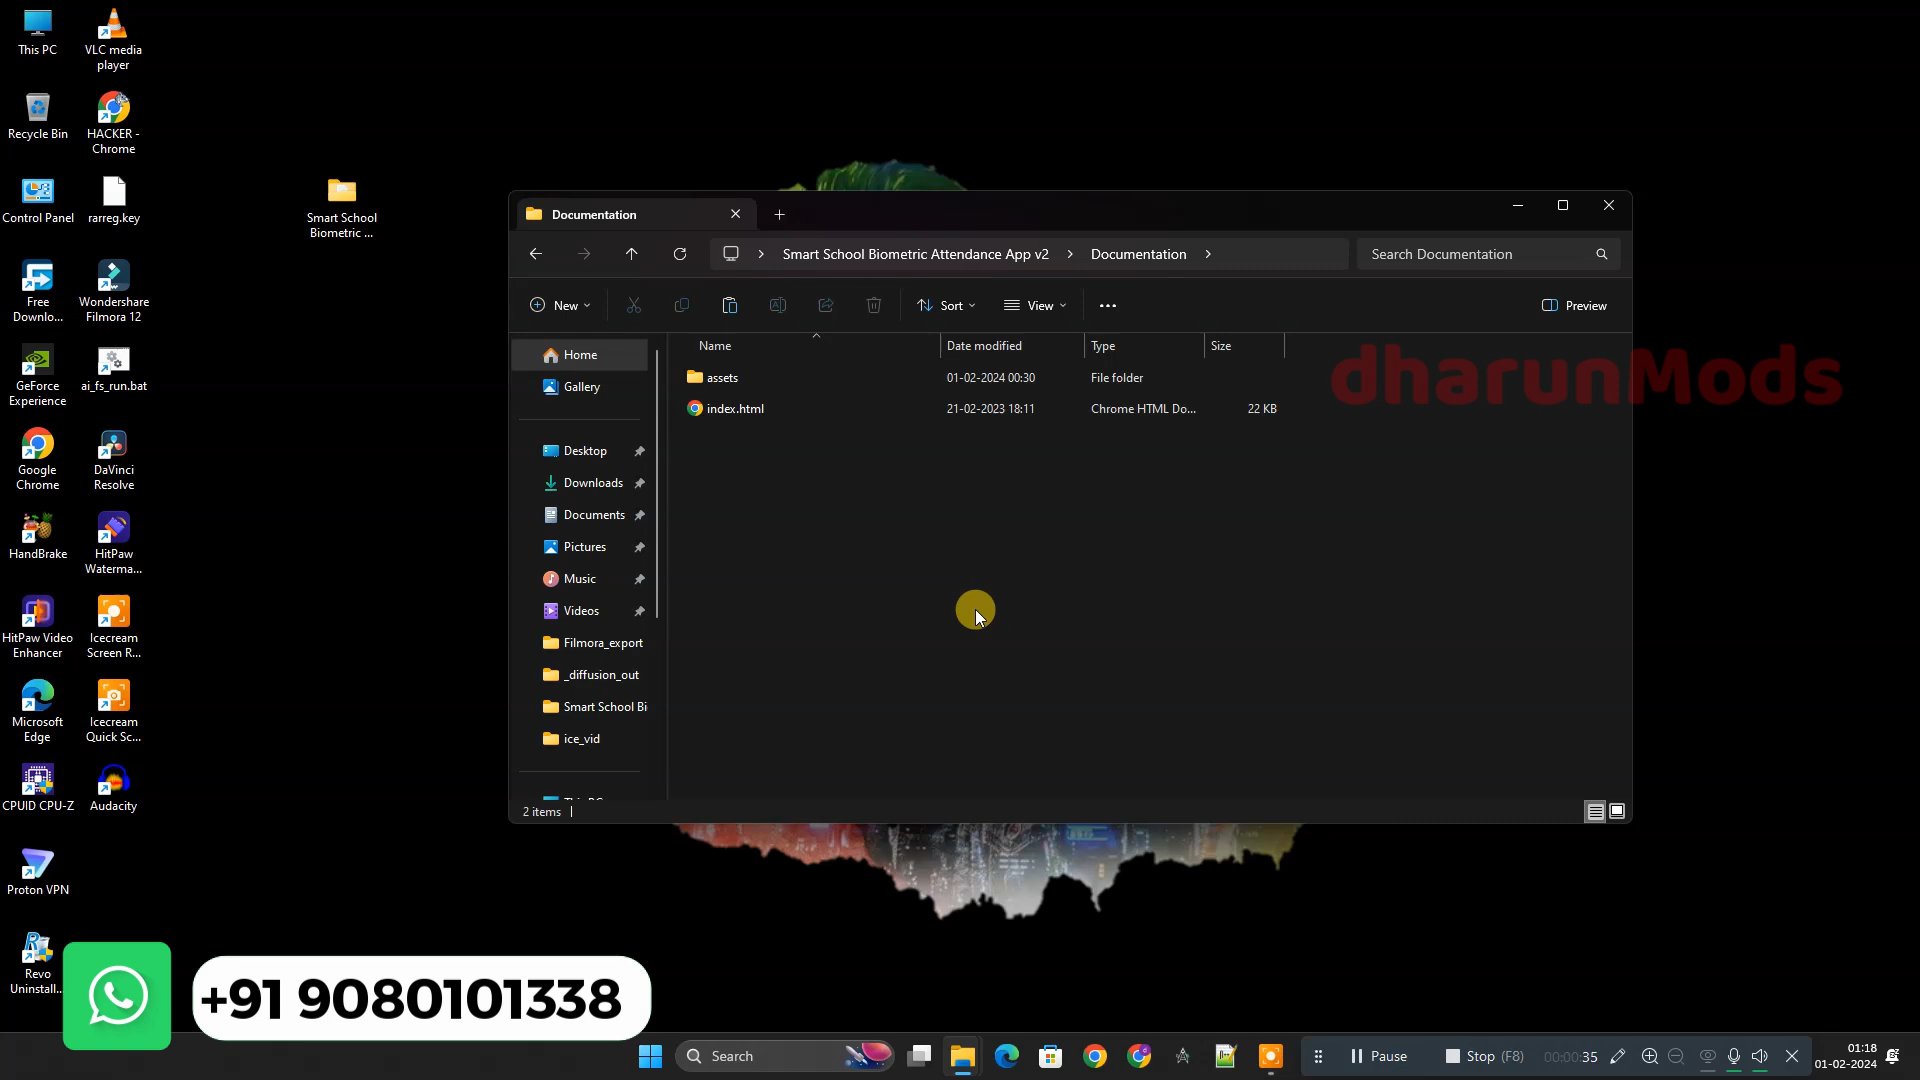 This PC
VLC media
player
Recycle Bin
HACKER -
Chrome
Control Panel
rarreg.key
Smart School
Biometric ...
Free
Downlo...
Wondershare
Filmora 12
GeForce
Experience
ai_fs_run.bat
Google
Chrome
DaVinci
Resolve
HandBrake
HitPaw
Waterma...
HitPaw Video
Enhancer
Icecream
Screen R...
Microsoft
Edge
Icecream
Quick Sc...
CPUID CPU-Z
Audacity
Proton VPN
Revo
Uninstall...
Documentation
Smart School Biometric Attendance App v2 > Documentation >
Search Documentation
New
Sort
View
Preview
Name
Date modified
Type
Size
assets
01-02-2024 00:30
File folder
index.html
21-02-2023 18:11
Chrome HTML Do...
22 KB
Home
Gallery
Desktop
Downloads
Documents
Pictures
Music
Videos
Filmora_export
_diffusion_out
Smart School Bi
ice_vid
2 items
dharunMods
+91 9080101338
Search
Pause
Stop (F8)
00:00:35
01:18
01-02-2024